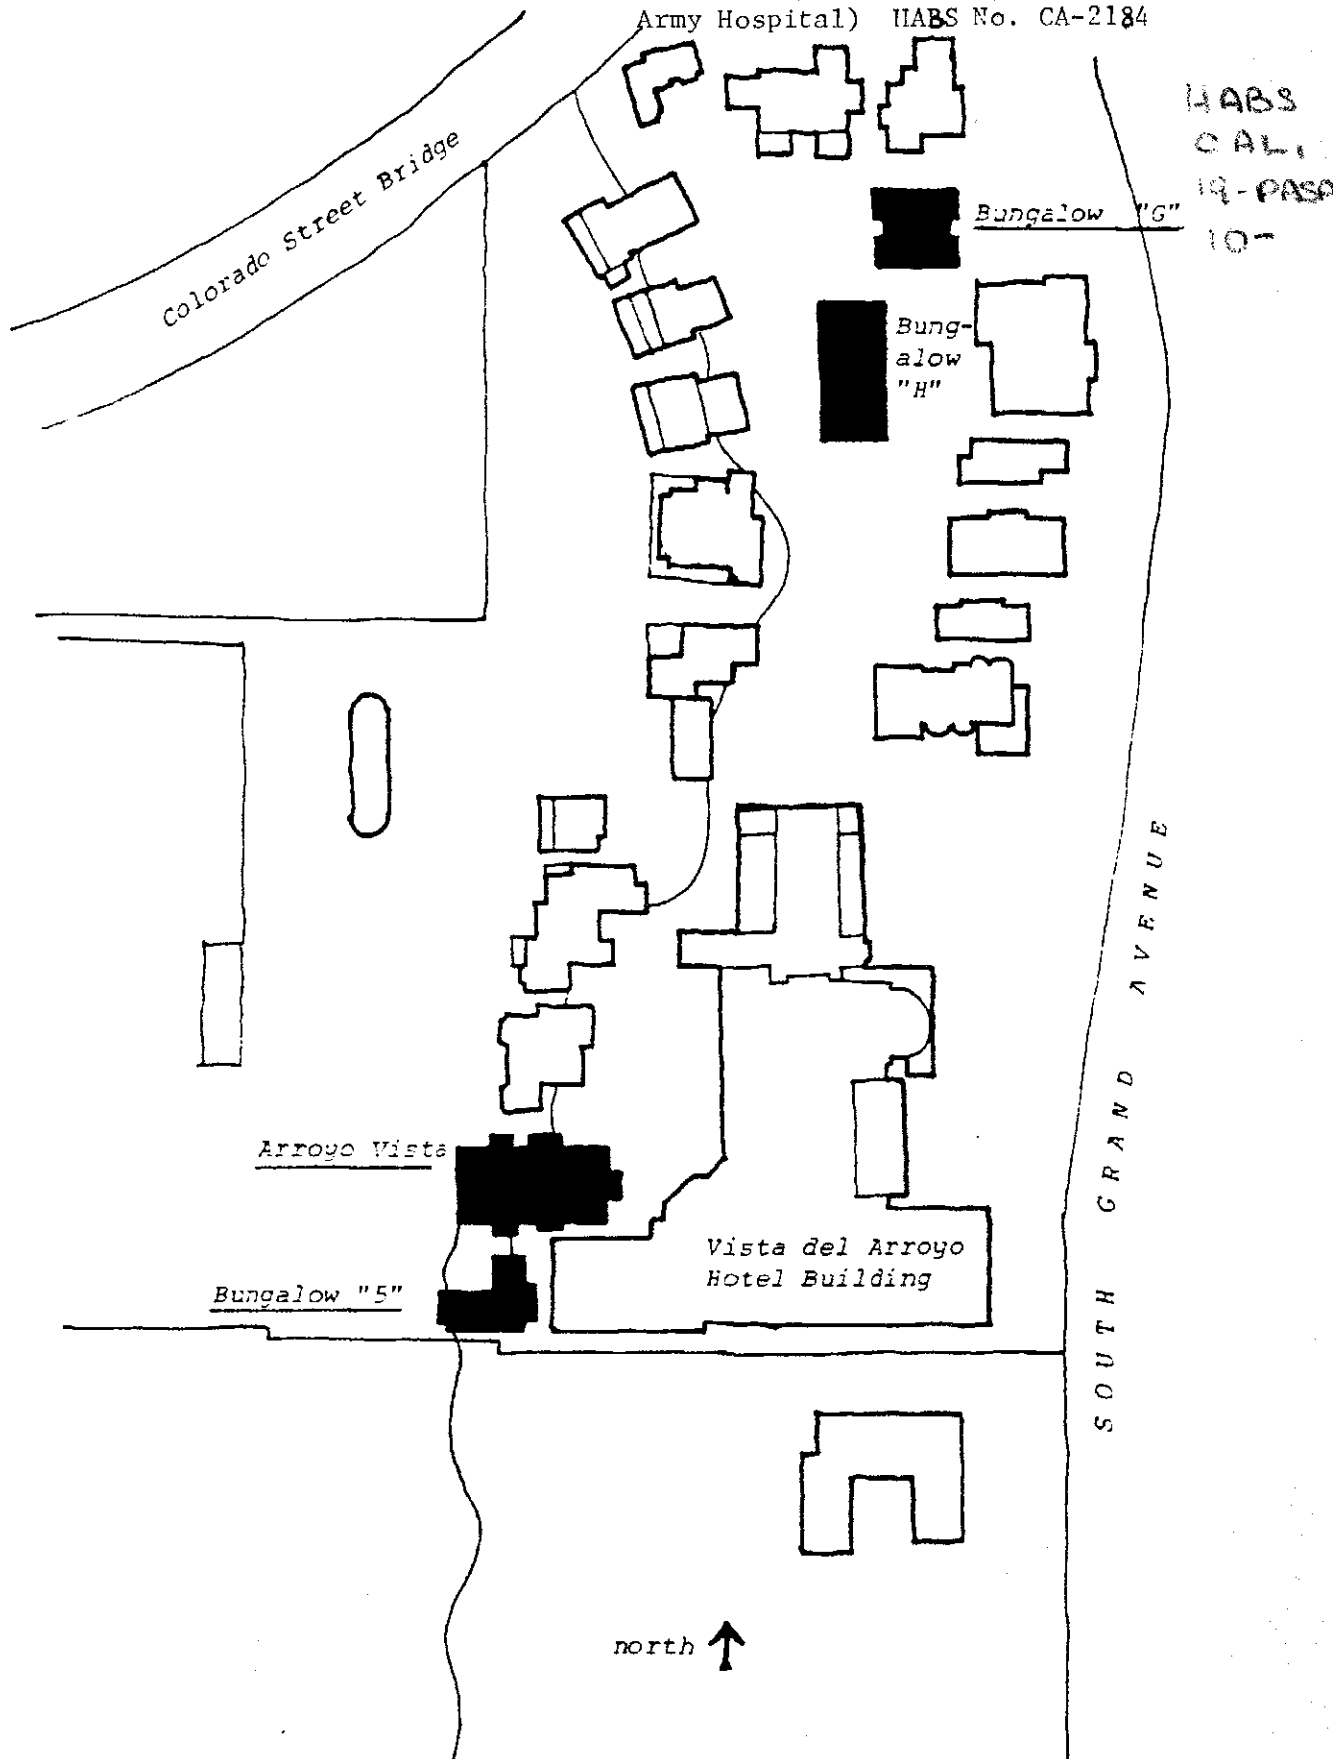 Army Hospital) HABS No. CA-2184
HABS
CAL,
19-PASA
10-
Colorado Street Bridge
Bungalow "G"
Bung-
alow
"H"
SOUTH GRAND AVENUE
Arroyo Vista
Vista del Arroyo
Hotel Building
Bungalow "5"
north